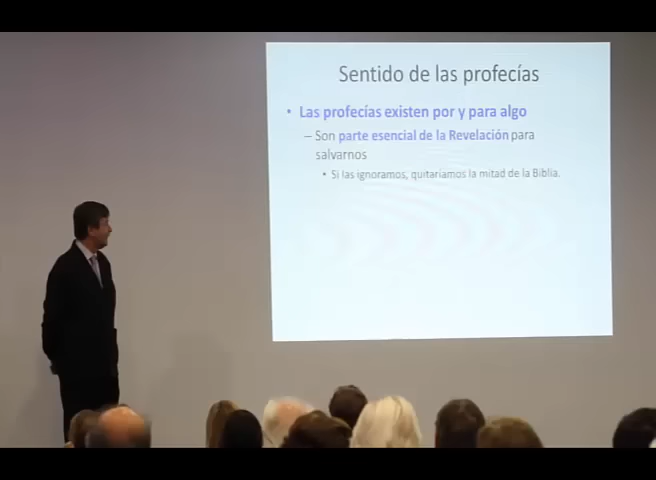 Sentido de las profecías
• Las profecías existen por y para algo
– Son parte esencial de la Revelación para
salvarnos
• Si las ignoramos, quitaríamos la mitad de la Biblia.